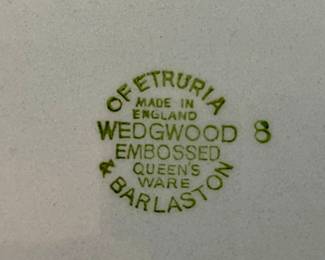 OF ETRURIA
MADE IN
ENGLAND
WEDGWOOD 8
EMBOSSED
QUEEN'S
WARE
& BARLASTON